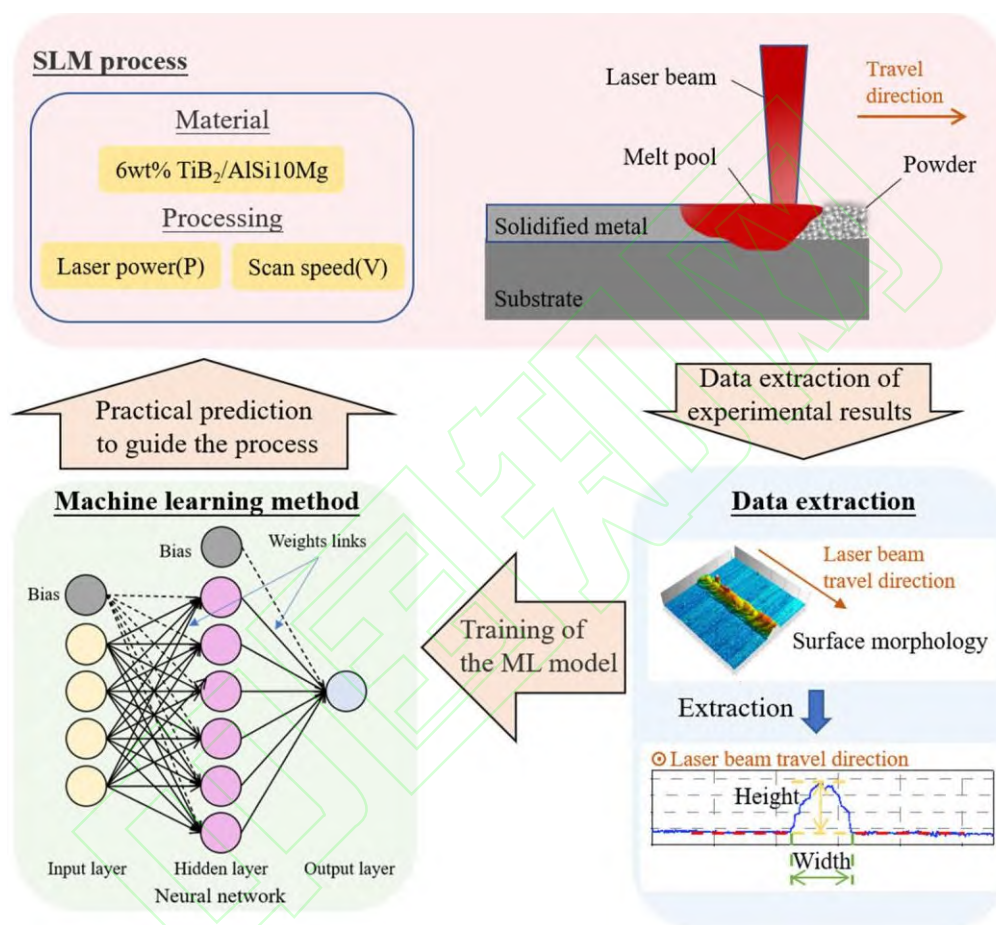 SLM process
Material
6wt% TiB₂/AlSi10Mg
Processing
Laser power(P)
Scan speed(V)
Laser beam
Travel
direction
Melt pool
Powder
Solidified metal
Substrate
Practical prediction
to guide the process
Data extraction of
experimental results
Machine learning method
Bias
Weights links
Bias
Input layer
Hidden layer
Output layer
Neural network
Training of
the ML model
Data extraction
Laser beam
travel direction
Surface morphology
Extraction
Laser beam travel direction
Height
Width